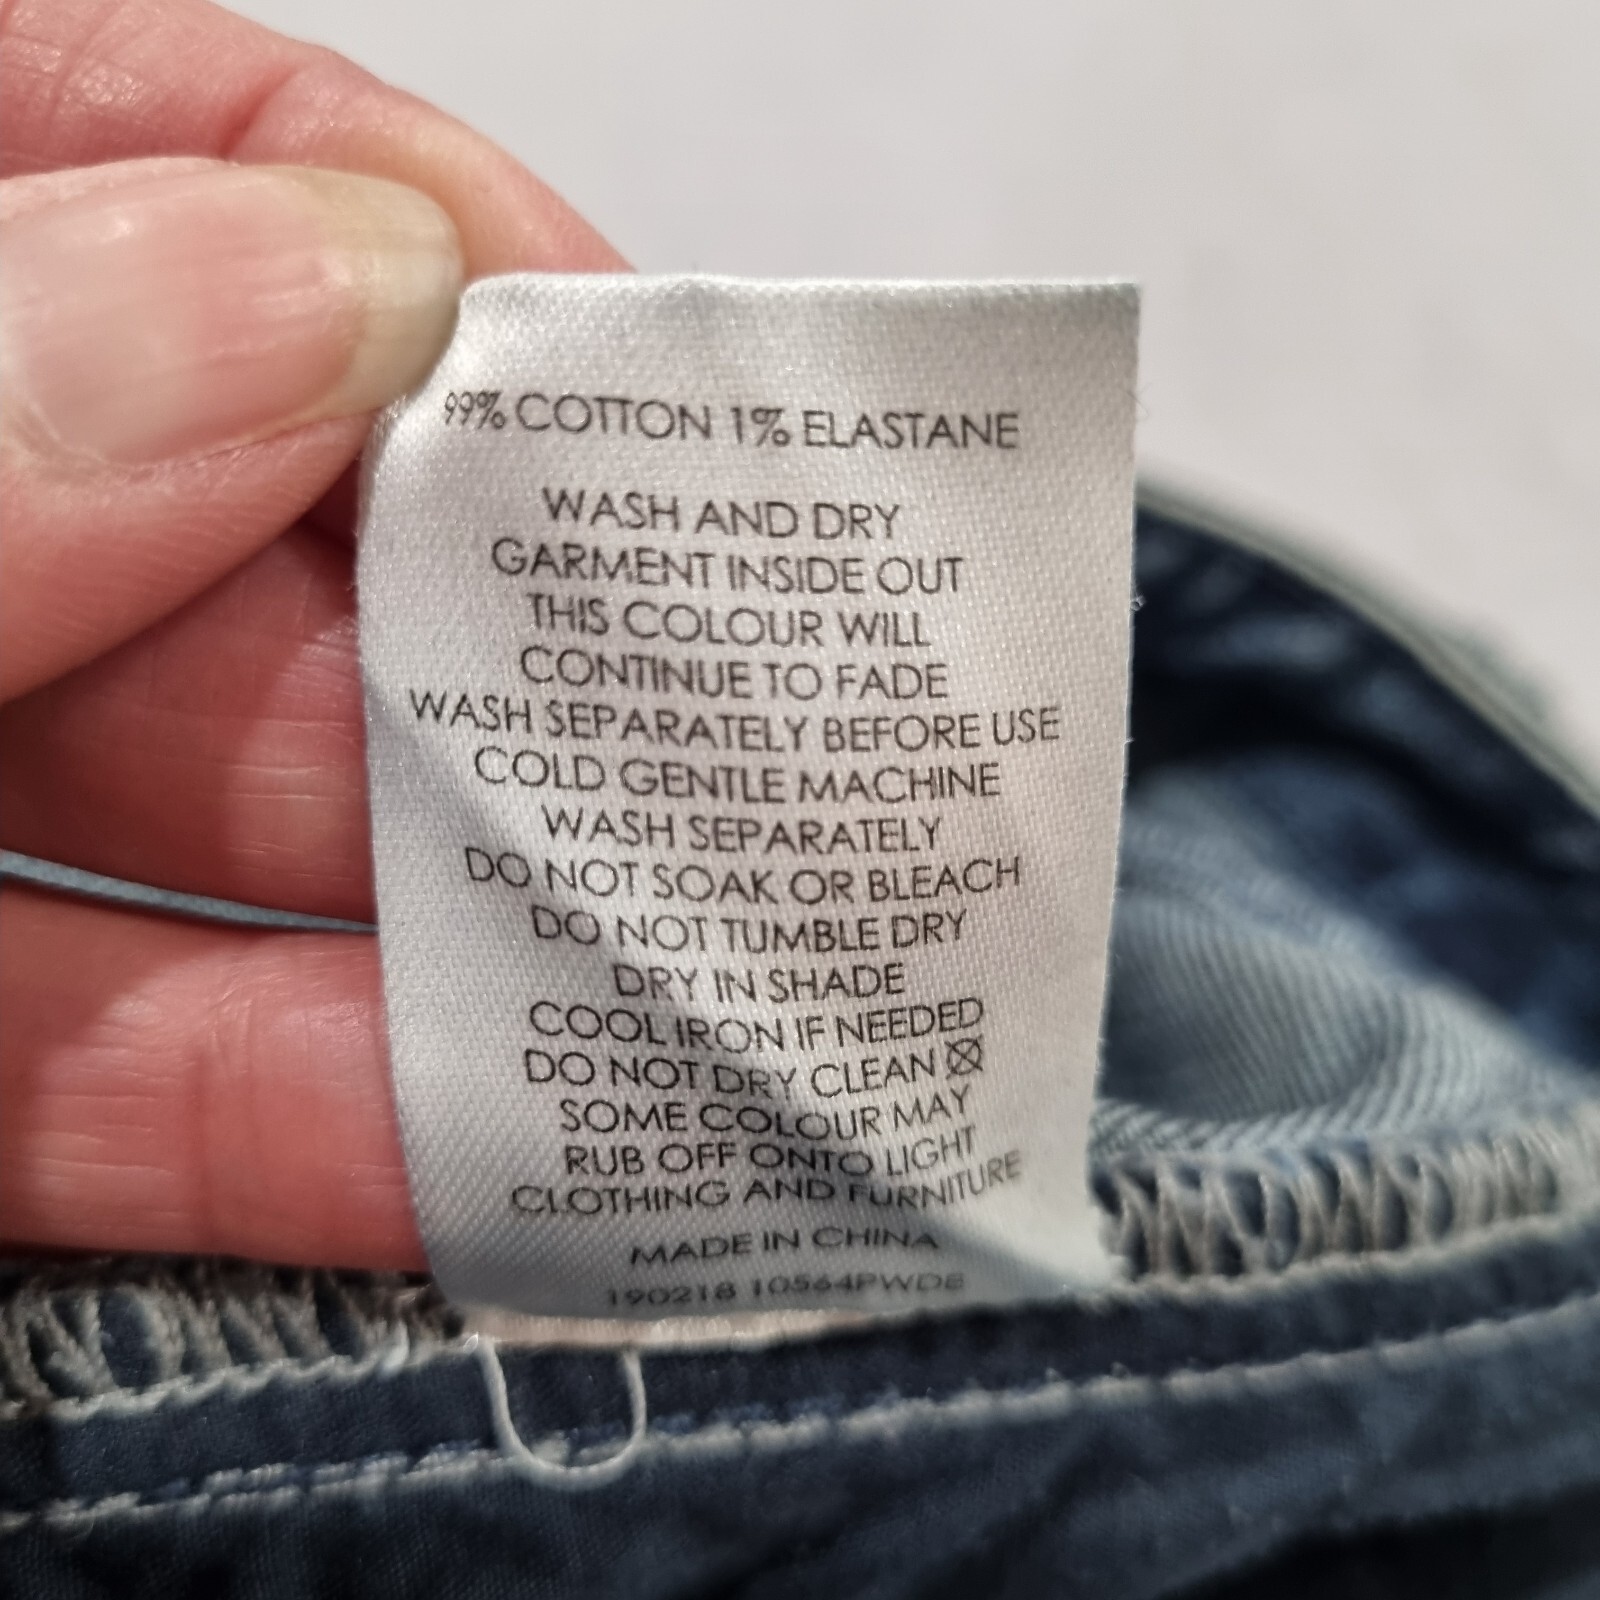 99% COTTON 1% ELASTANE
WASH AND DRY
GARMENT INSIDE OUT
THIS COLOUR WILL
CONTINUE TO FADE
WASH SEPARATELY BEFORE USE
COLD GENTLE MACHINE
WASH SEPARATELY
DO NOT SOAK OR BLEACH
DO NOT TUMBLE DRY
DRY IN SHADE
COOL IRON IF NEEDED
DO NOT DRY CLEAN
SOME COLOUR MAY
RUB OFF ONTO LIGHT
CLOTHING AND FURNITURE
MADE IN CHINA
190218 10564PWDE